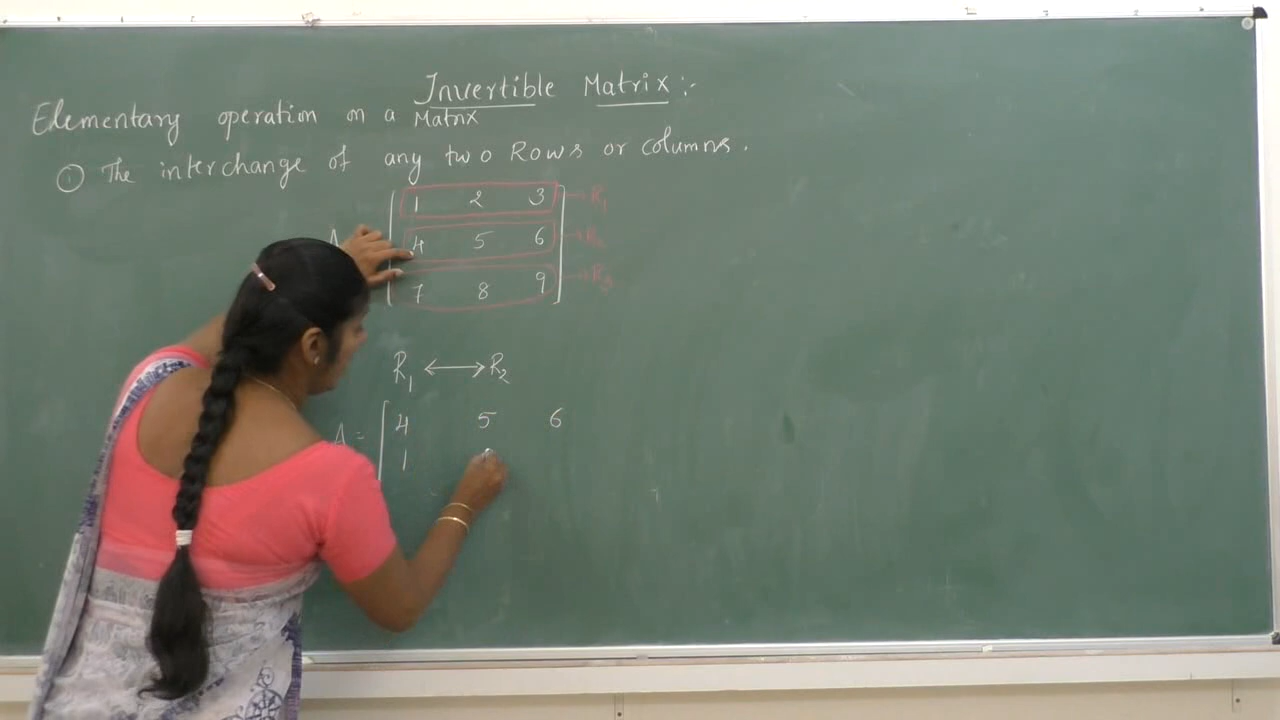 Invertible Matrix :-
Elementary operation on a Matrix
① The interchange of any two Rows or columns.
1 2 3 → R1
4 5 6 → R2
7 8 9 → R3
R1 ⟷ R2
A = [ 4 5 6
1